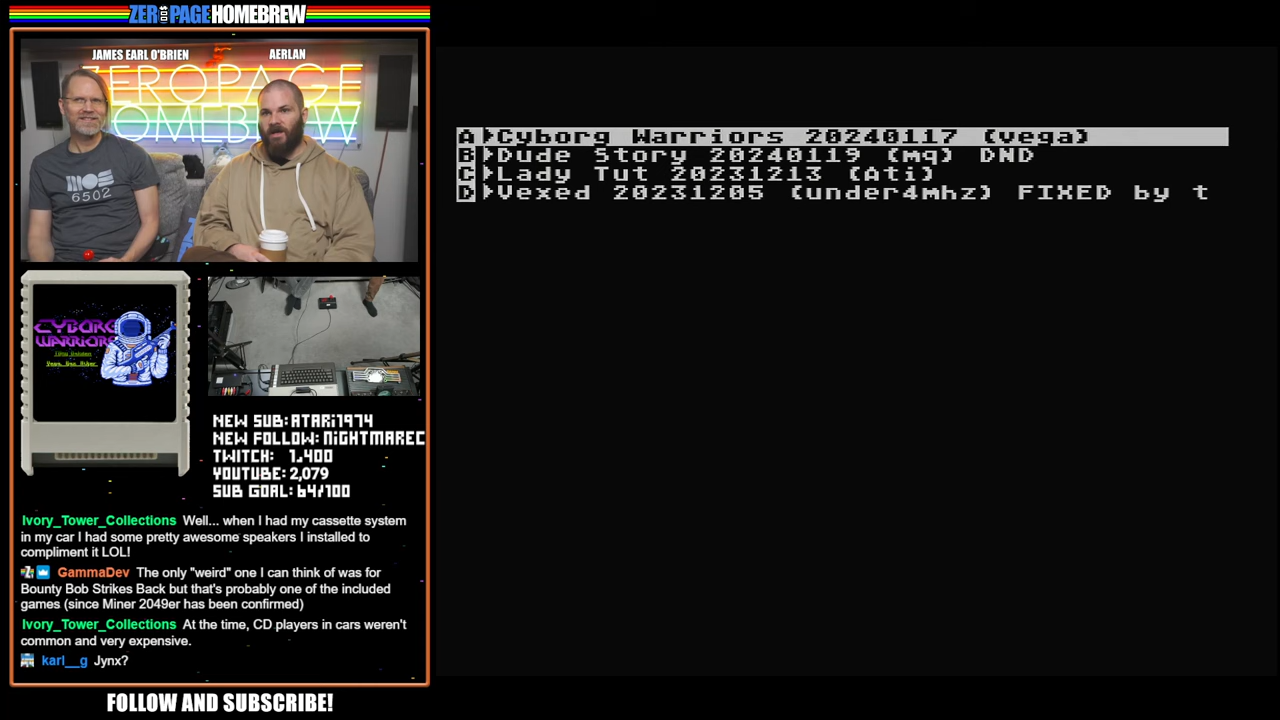 ZEROPAGE HOMEBREW
JAMES EARL O'BRIEN
AERLAN
ZEROPAGE
HOMEBREW
MOS
6502
CYBORG
WARRIORS
NEW SUB: ATARI1974
NEW FOLLOW: NIGHTMAREC
TWITCH: 1,400
YOUTUBE: 2,079
SUB GOAL: 64/100
Ivory_Tower_Collections Well... when I had my cassette system
in my car I had some pretty awesome speakers I installed to
compliment it LOL!
GammaDev The only "weird" one I can think of was for
Bounty Bob Strikes Back but that's probably one of the included
games (since Miner 2049er has been confirmed)
Ivory_Tower_Collections At the time, CD players in cars weren't
common and very expensive.
karl__g Jynx?
FOLLOW AND SUBSCRIBE!
A Cyborg Warriors 20240117 (vega)
B Dude Story 20240119 (mq) DND
C Lady Tut 20231213 (Ati)
D Vexed 20231205 (under4mhz) FIXED by t